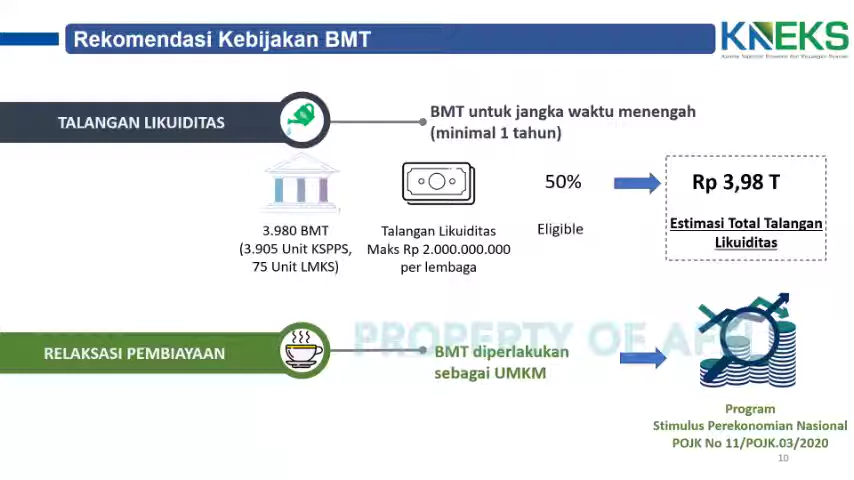 Rekomendasi Kebijakan BMT
KNEKS
TALANGAN LIKUIDITAS
BMT untuk jangka waktu menengah
(minimal 1 tahun)
3.980 BMT
(3.905 Unit KSPPS,
75 Unit LMKS)
Talangan Likuiditas
Maks Rp 2.000.000.000
per lembaga
50%
Eligible
Rp 3,98 T
Estimasi Total Talangan
Likuiditas
PROPERTY OF
RELAKSASI PEMBIAYAAN
BMT diperlakukan
sebagai UMKM
Program
Stimulus Perekonomian Nasional
POJK No 11/POJK.03/2020
10